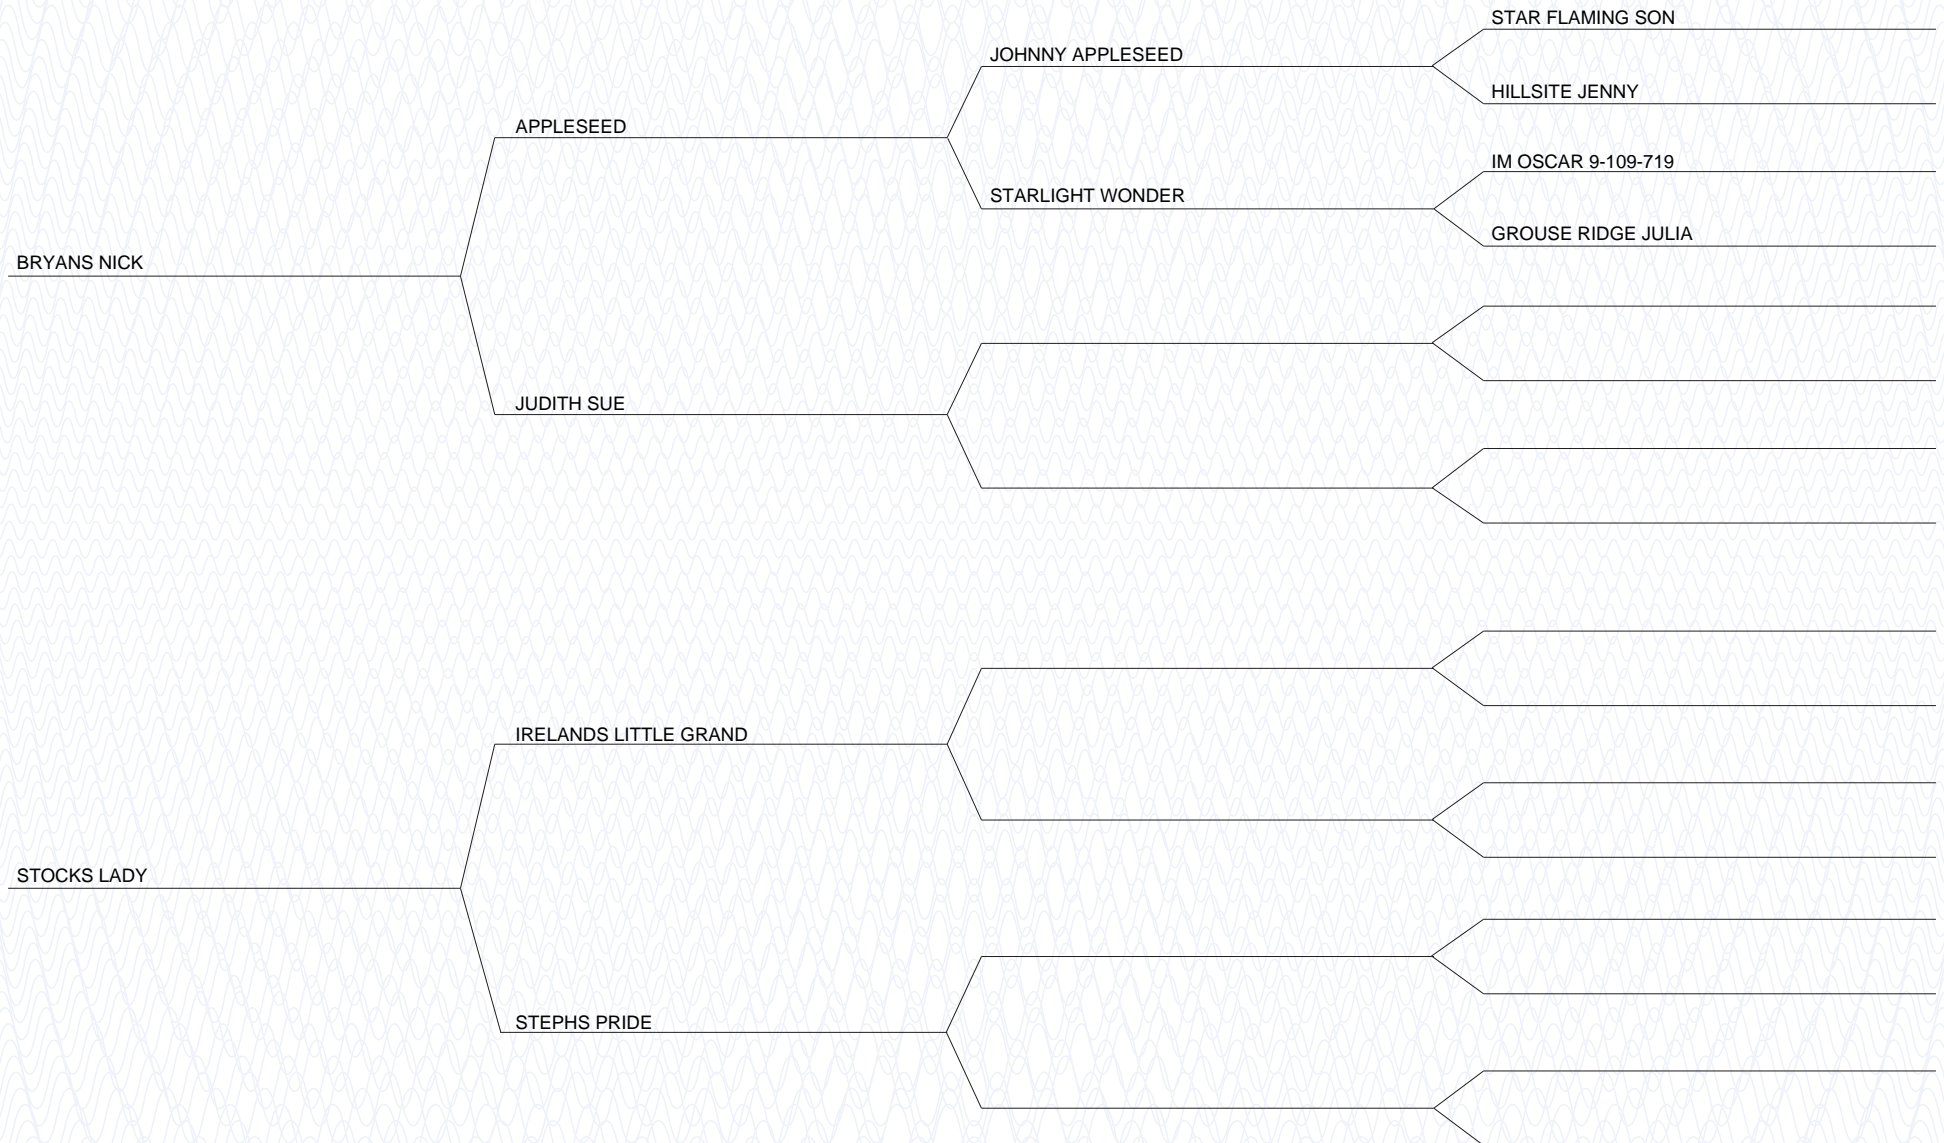 STAR FLAMING SON
JOHNNY APPLESEED
HILLSITE JENNY
APPLESEED
IM OSCAR 9-109-719
STARLIGHT WONDER
GROUSE RIDGE JULIA
BRYANS NICK
JUDITH SUE
IRELANDS LITTLE GRAND
STOCKS LADY
STEPHS PRIDE